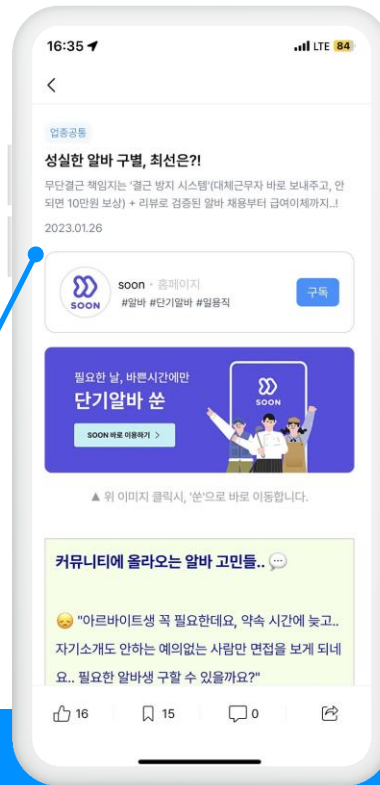 16:35
LTE 84
업종공통
성실한 알바 구별, 최선은?!
무단결근 책임지는 '결근 방지 시스템'(대체근무자 바로 보내주고, 안
되면 10만원 보상) + 리뷰로 검증된 알바 채용부터 급여이체까지..!
2023.01.26
SOON
soon · 홈페이지
#알바 #단기알바 #일용직
구독
필요한 날, 바쁜시간에만
단기알바 쑨
SOON 바로 이용하기 >
SOON
▲ 위 이미지 클릭시, '쑨'으로 바로 이동합니다.
커뮤니티에 올라오는 알바 고민들.. 💬
😞 "아르바이트생 꼭 필요한데요, 약속 시간에 늦고..
자기소개도 안하는 예의없는 사람만 면접을 보게 되네
요.. 필요한 알바생 구할 수 있을까요?"
16
15
0